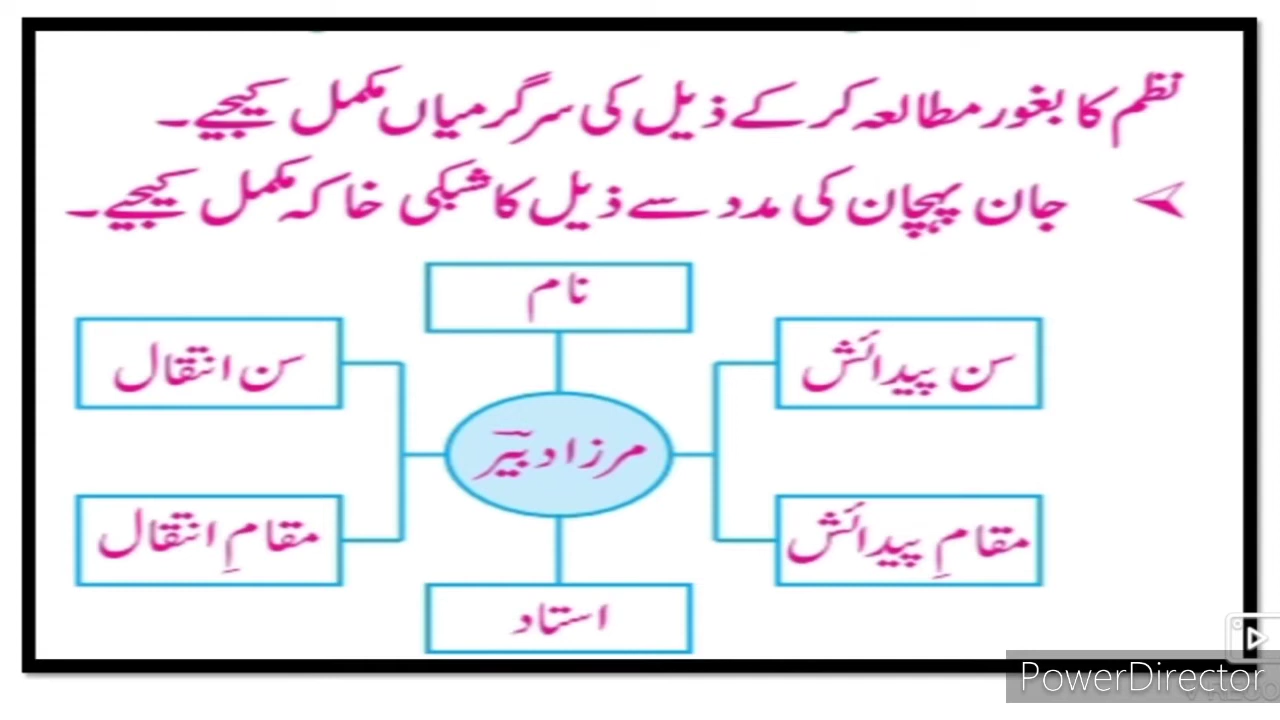 نظم کا بغور مطالعہ کر کے ذیل کی سرگرمیاں مکمل کیجیے۔
جان پہچان کی مدد سے ذیل کا شبکی خاکہ مکمل کیجیے۔
نام
سن پیدائش
سن انتقال
مرزا دبیؔر
مقامِ پیدائش
مقامِ انتقال
استاد
PowerDirector